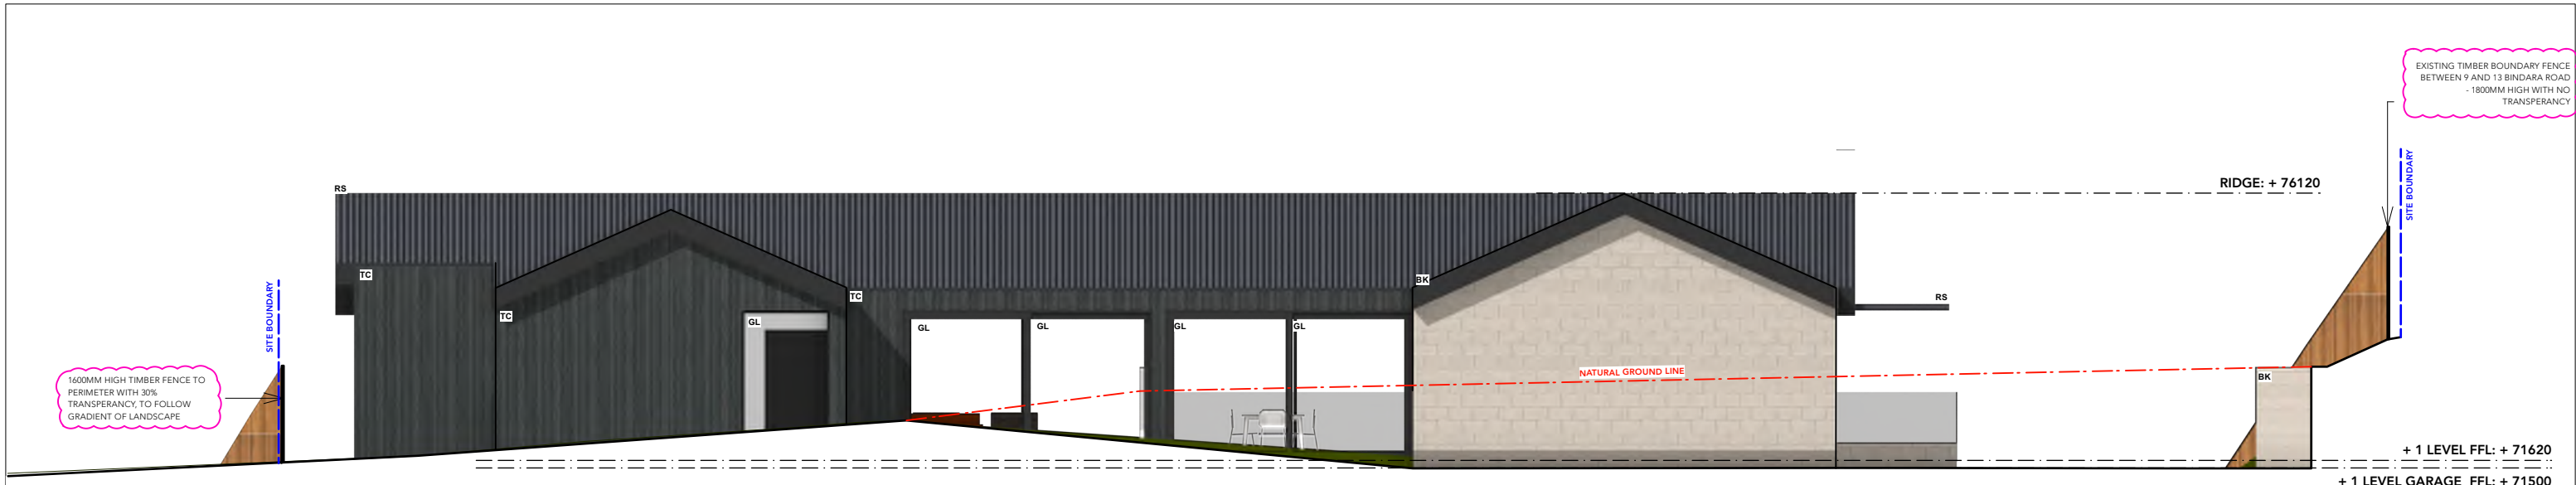 EXISTING TIMBER BOUNDARY FENCE
BETWEEN 9 AND 13 BINDARA ROAD
- 1800MM HIGH WITH NO
TRANSPERANCY
SITE BOUNDARY
RIDGE: + 76120
RS
TC
TC
TC
GL
GL
GL
GL
GL
BK
RS
SITE BOUNDARY
1600MM HIGH TIMBER FENCE TO
PERIMETER WITH 30%
TRANSPERANCY, TO FOLLOW
GRADIENT OF LANDSCAPE
NATURAL GROUND LINE
BK
+ 1 LEVEL FFL: + 71620
+ 1 LEVEL GARAGE FFL: + 71500